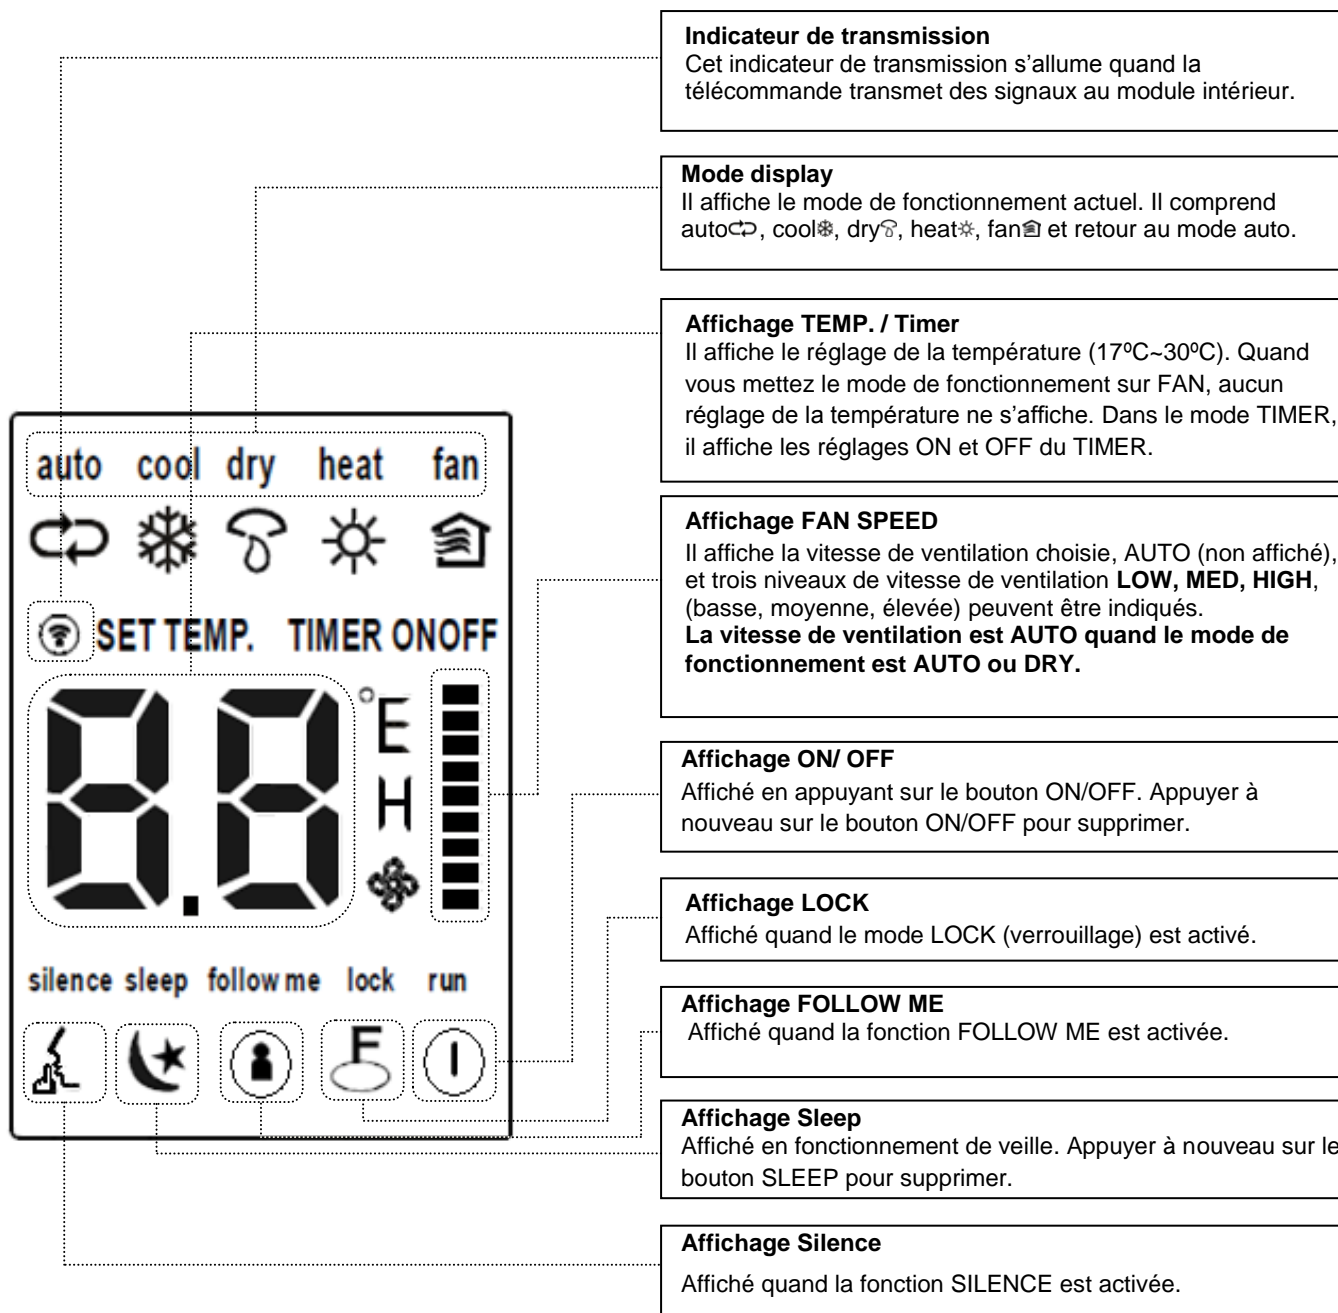 Indicateur de transmission
Cet indicateur de transmission s’allume quand la
télécommande transmet des signaux au module intérieur.
Mode display
Il affiche le mode de fonctionnement actuel. Il comprend
auto, cool, dry, heat, fan et retour au mode auto.
Affichage TEMP. / Timer
Il affiche le réglage de la température (17ºC~30ºC). Quand
vous mettez le mode de fonctionnement sur FAN, aucun
réglage de la température ne s’affiche. Dans le mode TIMER,
il affiche les réglages ON et OFF du TIMER.
Affichage FAN SPEED
Il affiche la vitesse de ventilation choisie, AUTO (non affiché),
et trois niveaux de vitesse de ventilation LOW, MED, HIGH,
(basse, moyenne, élevée) peuvent être indiqués.
La vitesse de ventilation est AUTO quand le mode de
fonctionnement est AUTO ou DRY.
Affichage ON/ OFF
Affiché en appuyant sur le bouton ON/OFF. Appuyer à
nouveau sur le bouton ON/OFF pour supprimer.
Affichage LOCK
Affiché quand le mode LOCK (verrouillage) est activé.
Affichage FOLLOW ME
Affiché quand la fonction FOLLOW ME est activée.
Affichage Sleep
Affiché en fonctionnement de veille. Appuyer à nouveau sur le
bouton SLEEP pour supprimer.
Affichage Silence
Affiché quand la fonction SILENCE est activée.
auto cool dry heat fan
SET TEMP. TIMER ONOFF
8.8
°E
H
silence sleep follow me lock run
F